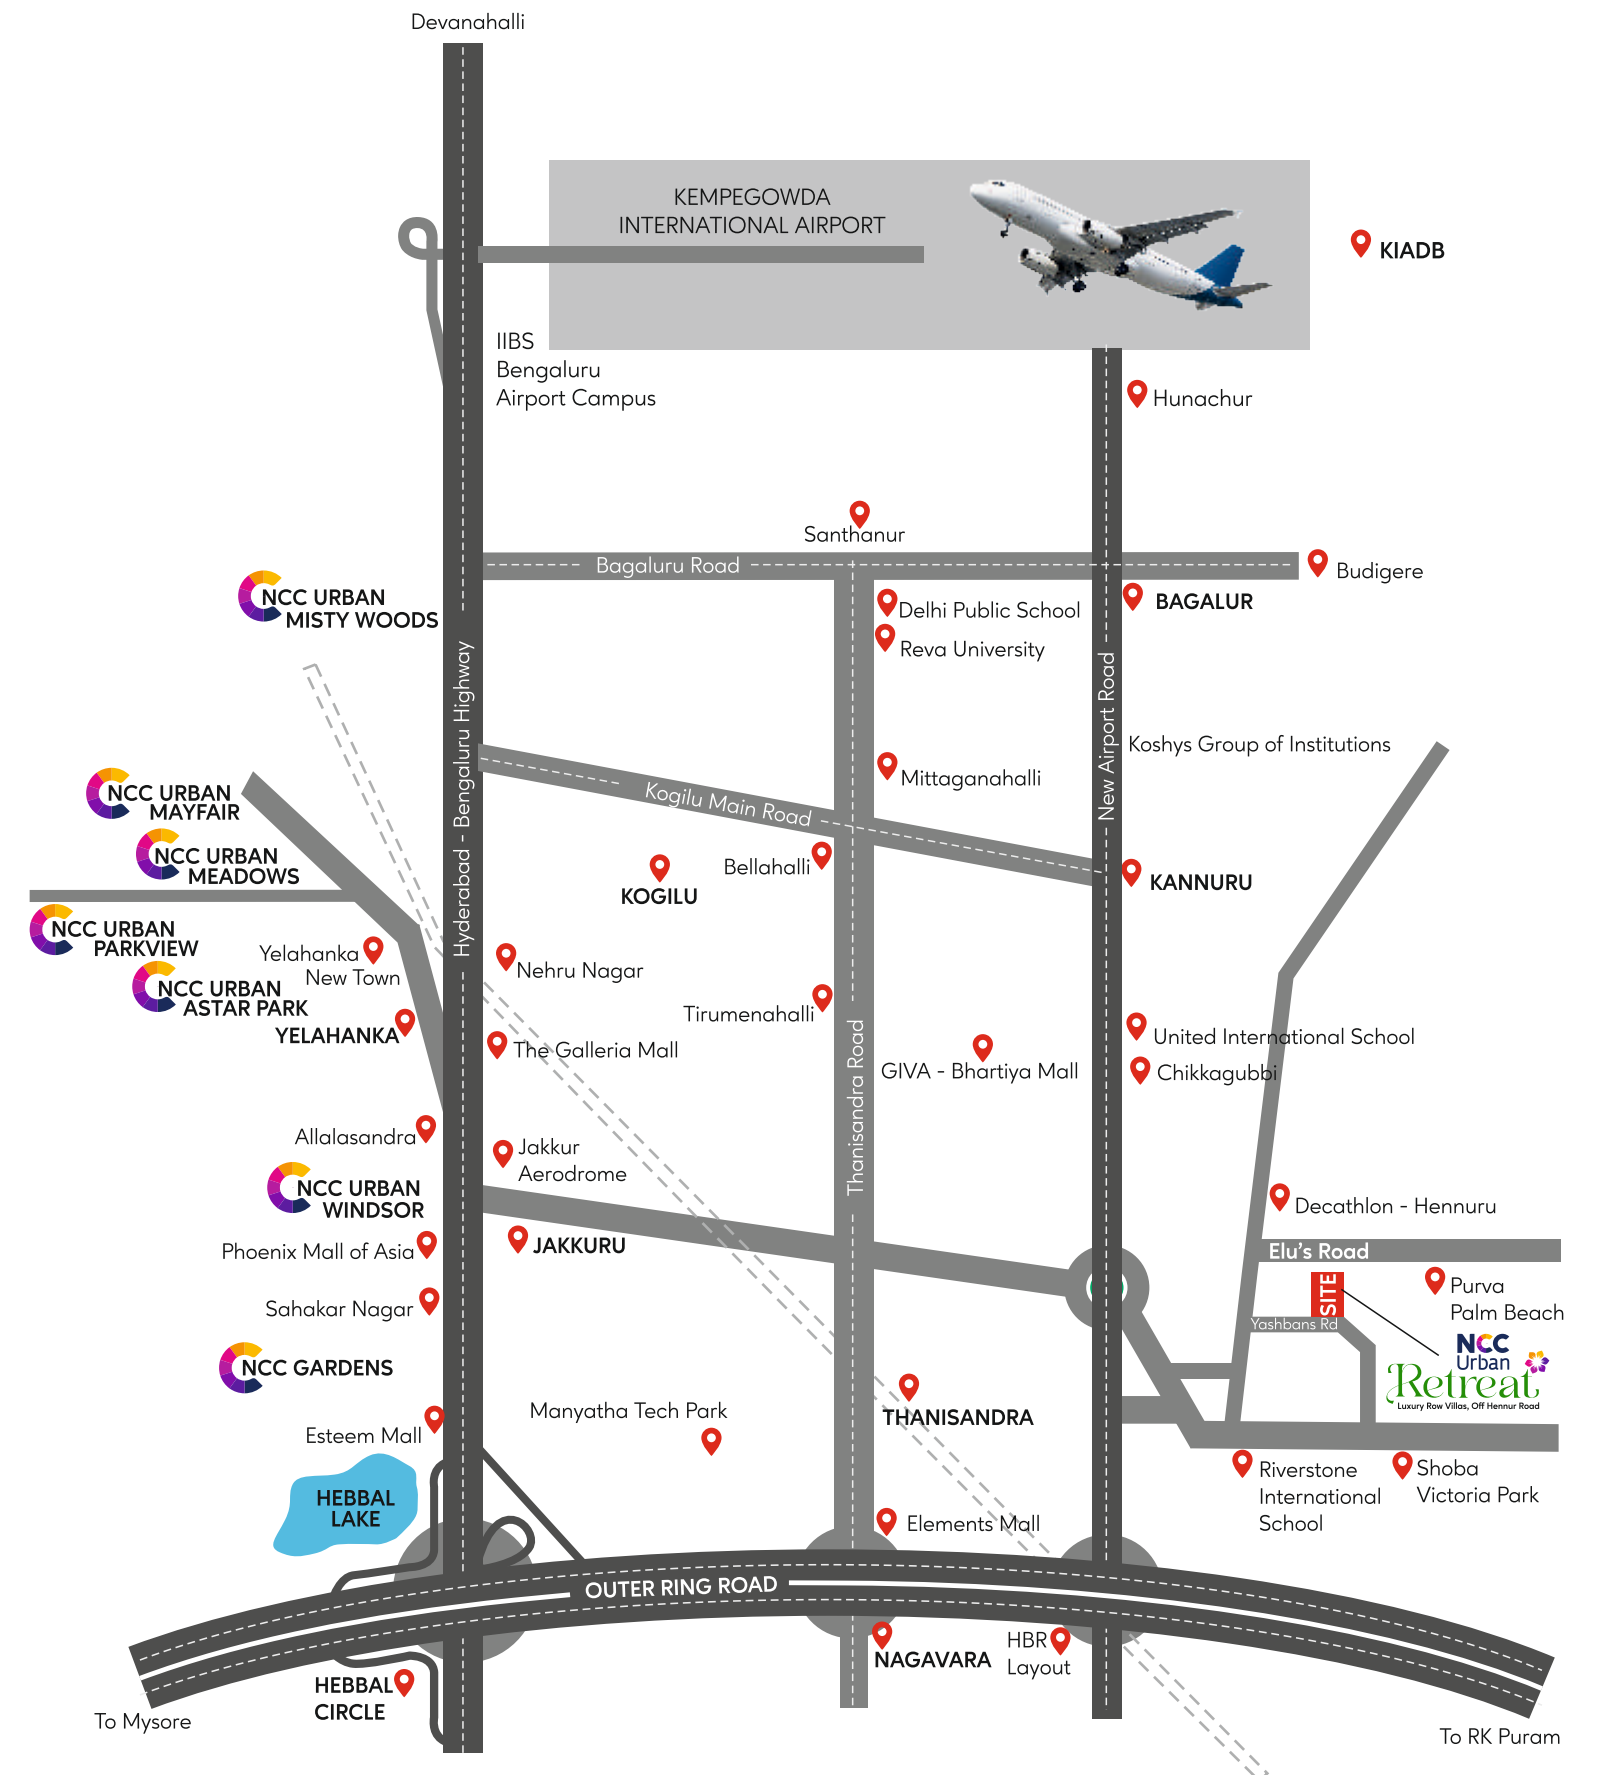 Devanahalli
KEMPEGOWDA
INTERNATIONAL AIRPORT
KIADB
IIBS
Bengaluru
Airport Campus
Hunachur
Santhanur
Bagaluru Road
Budigere
NCC URBAN
MISTY WOODS
Delhi Public School
BAGALUR
Reva University
Hyderabad - Bengaluru Highway
New Airport Road
Koshys Group of Institutions
Mittaganahalli
Kogilu Main Road
NCC URBAN
MAYFAIR
NCC URBAN
MEADOWS
Bellahalli
KOGILU
KANNURU
NCC URBAN
PARKVIEW
Yelahanka
New Town
Nehru Nagar
NCC URBAN
ASTAR PARK
YELAHANKA
Tirumenahalli
The Galleria Mall
Thanisandra Road
GIVA - Bhartiya Mall
United International School
Chikkagubbi
Allalasandra
Jakkur
Aerodrome
NCC URBAN
WINDSOR
Decathlon - Hennuru
Phoenix Mall of Asia
JAKKURU
Elu's Road
SITE
Purva
Palm Beach
Sahakar Nagar
Yashbans Rd
NCC
Urban
Retreat
Luxury Row Villas, Off Hennur Road
NCC GARDENS
Manyatha Tech Park
THANISANDRA
Esteem Mall
Riverstone
International
School
Shoba
Victoria Park
HEBBAL
LAKE
Elements Mall
OUTER RING ROAD
NAGAVARA
HBR
Layout
HEBBAL
CIRCLE
To Mysore
To RK Puram